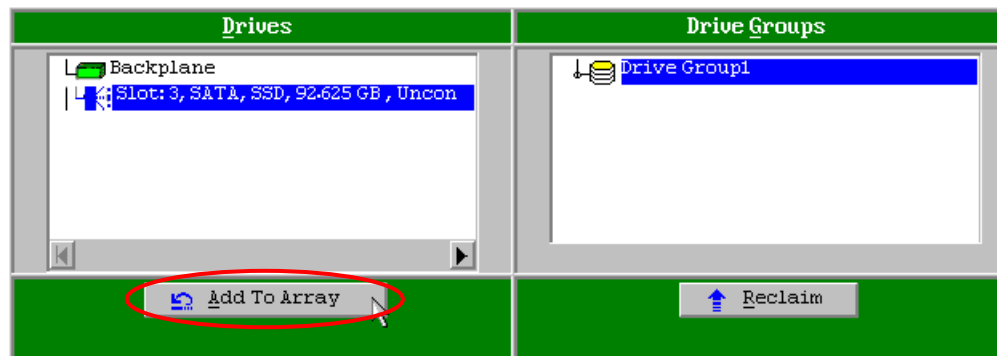 Drives
Drive Groups
Backplane
Slot: 3, SATA, SSD, 92.625 GB , Uncon
Drive Group1
Add To Array
Reclaim